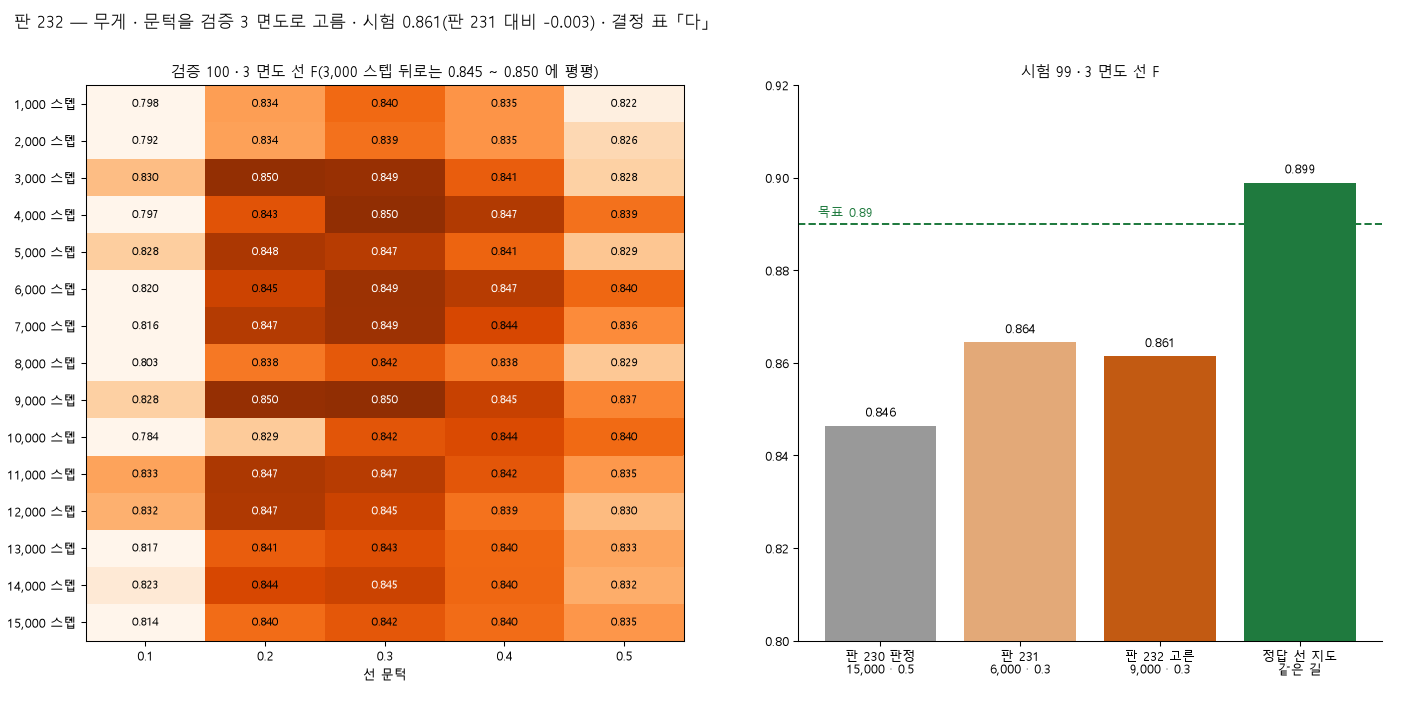 판 232 — 무게 · 문턱을 검증 3 면도로 고름 · 시험 0.861(판 231 대비 -0.003) · 결정 표 「다」
검증 100 · 3 면도 선 F(3,000 스텝 뒤로는 0.845 ~ 0.850 에 평평)
1,000 스텝 0.798 0.834 0.840 0.835 0.822
2,000 스텝 0.792 0.834 0.839 0.835 0.826
3,000 스텝 0.830 0.850 0.849 0.841 0.828
4,000 스텝 0.797 0.843 0.850 0.847 0.839
5,000 스텝 0.828 0.848 0.847 0.841 0.829
6,000 스텝 0.820 0.845 0.849 0.847 0.840
7,000 스텝 0.816 0.847 0.849 0.844 0.836
8,000 스텝 0.803 0.838 0.842 0.838 0.829
9,000 스텝 0.828 0.850 0.850 0.845 0.837
10,000 스텝 0.784 0.829 0.842 0.844 0.840
11,000 스텝 0.833 0.847 0.847 0.842 0.835
12,000 스텝 0.832 0.847 0.845 0.839 0.830
13,000 스텝 0.817 0.841 0.843 0.840 0.833
14,000 스텝 0.823 0.844 0.845 0.840 0.832
15,000 스텝 0.814 0.840 0.842 0.840 0.835
0.1 0.2 0.3 0.4 0.5
선 문턱
시험 99 · 3 면도 선 F
0.92
0.90
0.88
0.86
0.84
0.82
0.80
목표 0.89
0.846
0.864
0.861
0.899
판 230 판정
15,000 · 0.5
판 231
6,000 · 0.3
판 232 고른
9,000 · 0.3
정답 선 지도
같은 길